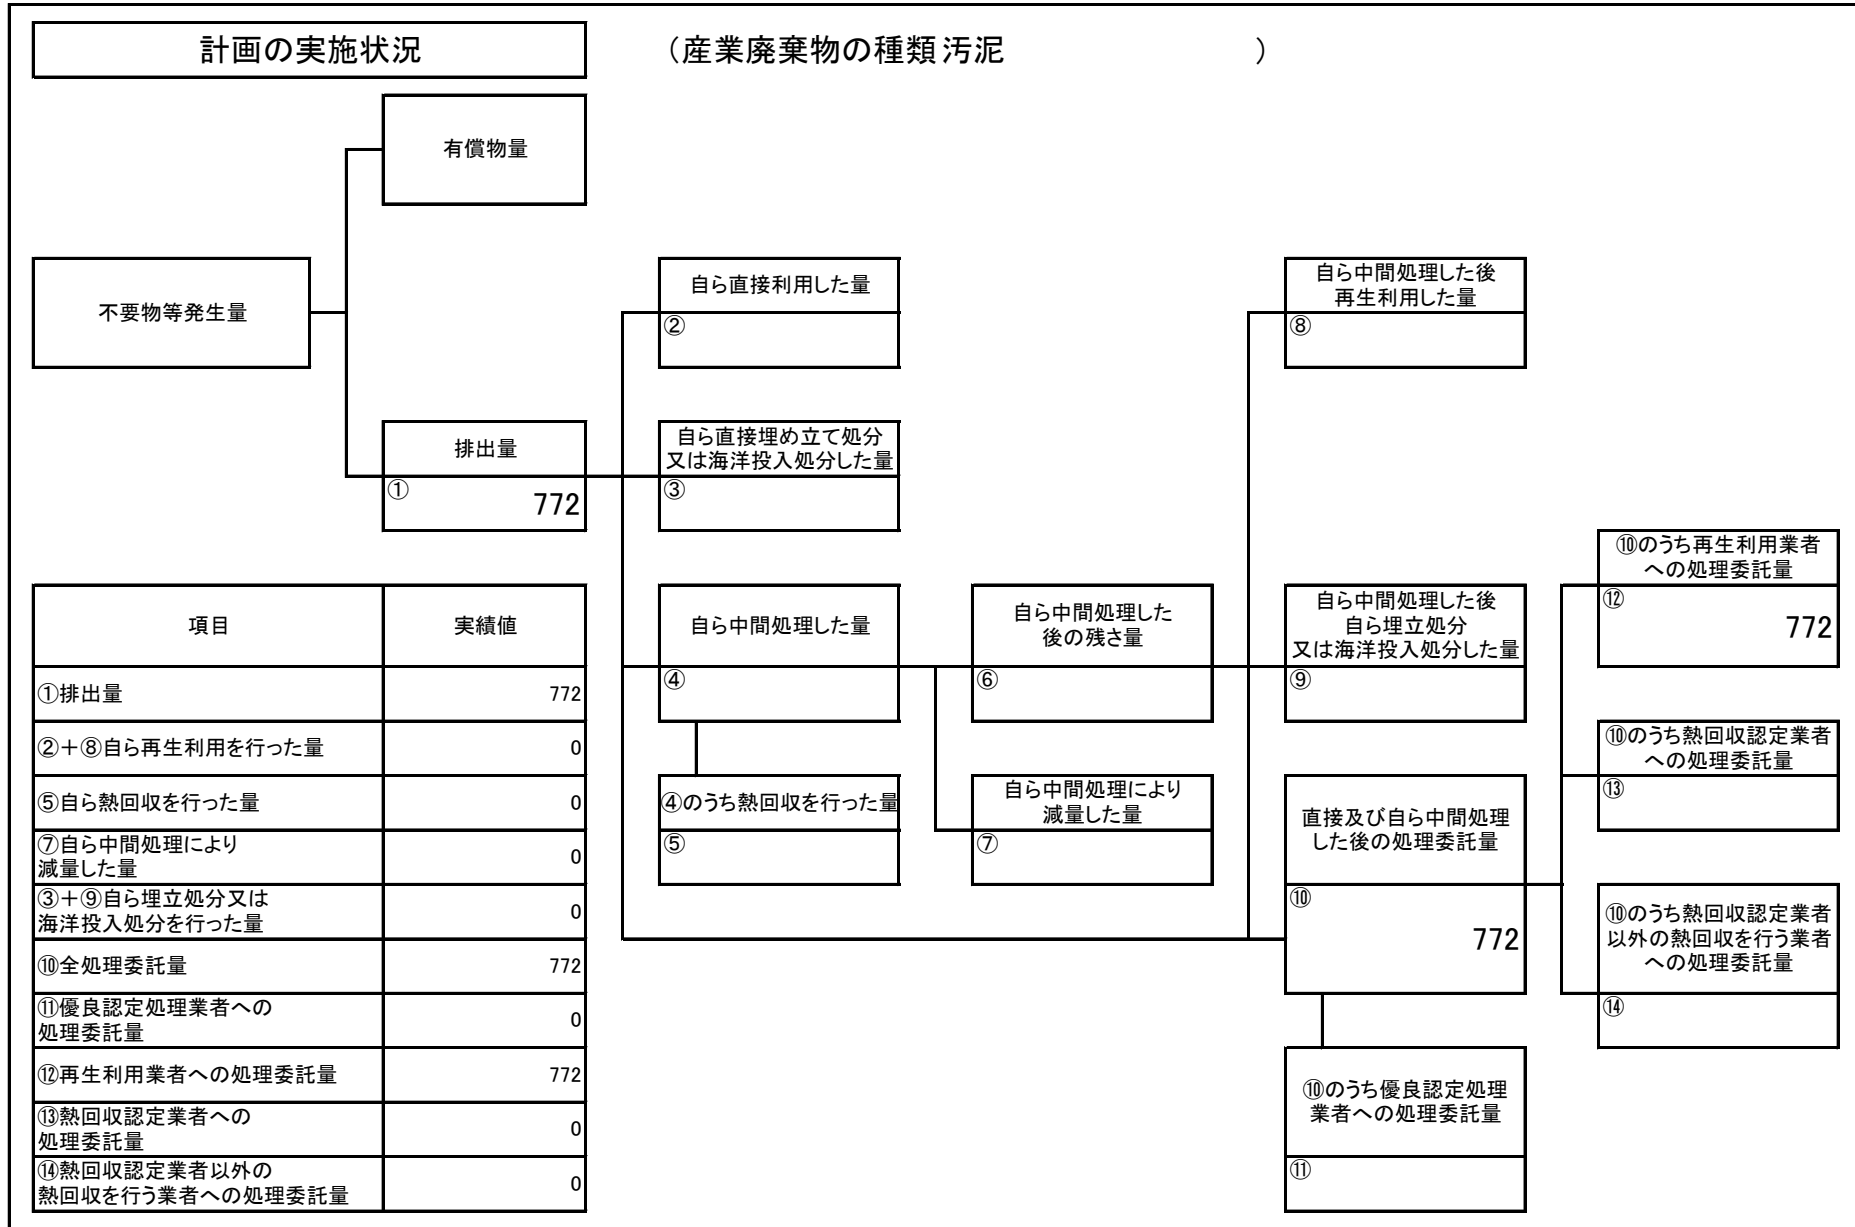 計画の実施状況
（産業廃棄物の種類 汚泥 ）
有償物量
不要物等発生量
自ら直接利用した量
②
自ら中間処理した後
再生利用した量
⑧
排出量
① 772
自ら直接埋め立て処分
又は海洋投入処分した量
③
⑩のうち再生利用業者
への処理委託量
⑫
772
自ら中間処理した量
④
自ら中間処理した
後の残さ量
⑥
自ら中間処理した後
自ら埋立処分
又は海洋投入処分した量
⑨
⑩のうち熱回収認定業者
への処理委託量
⑬
④のうち熱回収を行った量
⑤
自ら中間処理により
減量した量
⑦
直接及び自ら中間処理
した後の処理委託量
⑩
772
⑩のうち熱回収認定業者
以外の熱回収を行う業者
への処理委託量
⑭
⑩のうち優良認定処理
業者への処理委託量
⑪
項目 実績値
①排出量 772
②＋⑧自ら再生利用を行った量 0
⑤自ら熱回収を行った量 0
⑦自ら中間処理により
減量した量 0
③＋⑨自ら埋立処分又は
海洋投入処分を行った量 0
⑩全処理委託量 772
⑪優良認定処理業者への
処理委託量 0
⑫再生利用業者への処理委託量 772
⑬熱回収認定業者への
処理委託量 0
⑭熱回収認定業者以外の
熱回収を行う業者への処理委託量 0